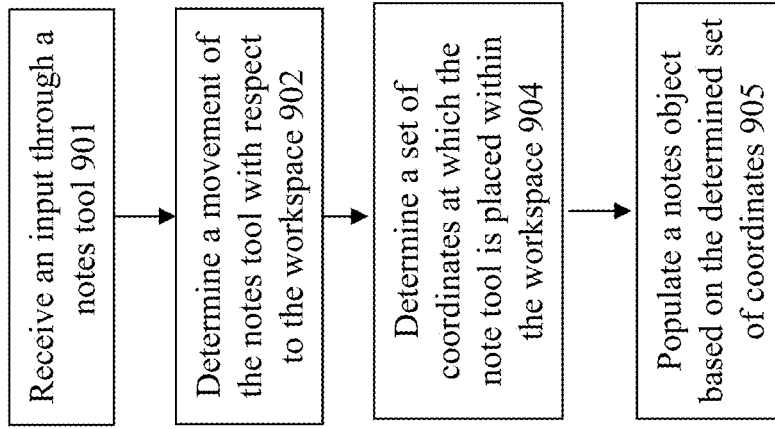 Receive an input through a
notes tool 901
Determine a movement of
the notes tool with respect
to the workspace 902
Determine a set of
coordinates at which the
note tool is placed within
the workspace 904
Populate a notes object
based on the determined set
of coordinates 905